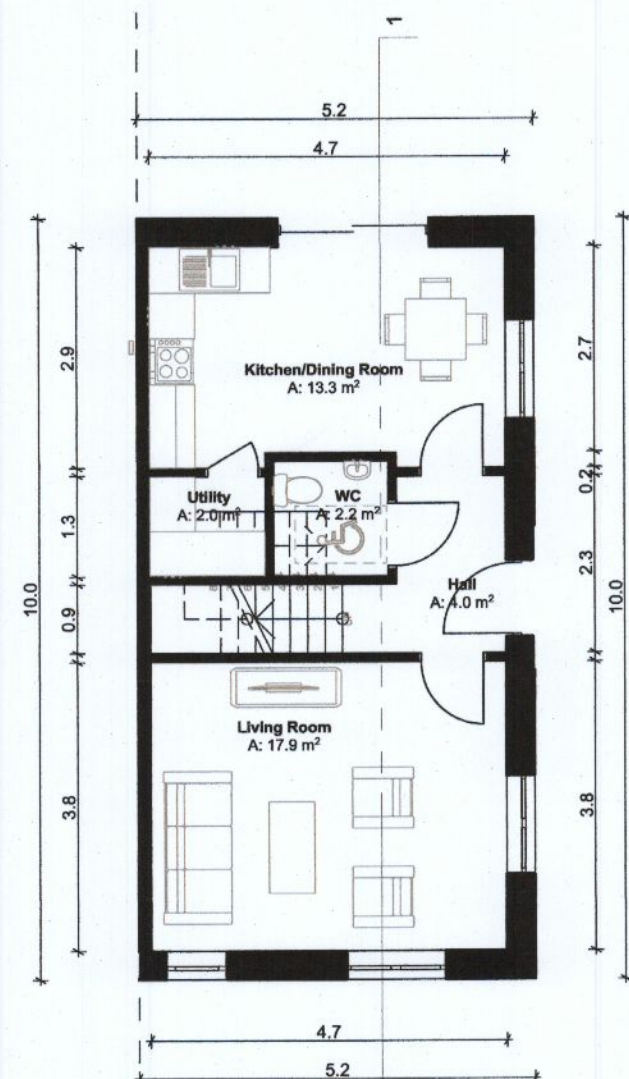 1
5.2
4.7
Kitchen/Dining Room
A: 13.3 m²
2.9
2.7
Utility
A: 2.0 m²
WC
A: 2.2 m²
0.2
1.3
2.3
Hall
A: 4.0 m²
10.0
0.9
10.0
Living Room
A: 17.9 m²
3.8
3.8
4.7
5.2